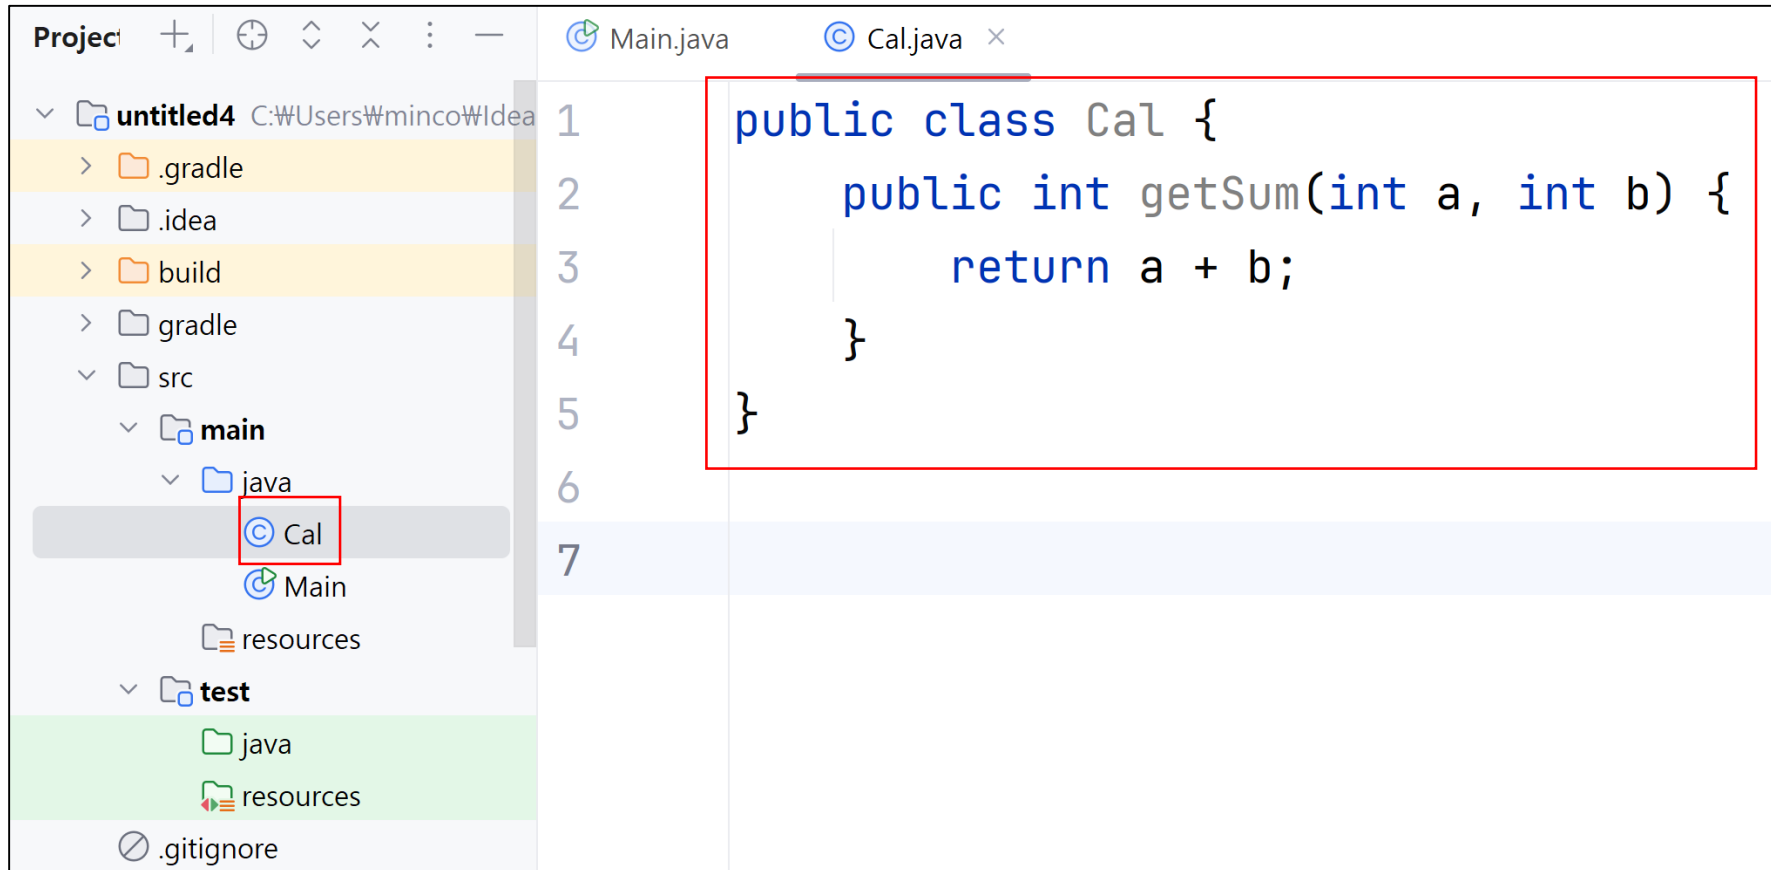 Project
Main.java
Cal.java
untitled4 C:₩Users₩minco₩Idea
.gradle
.idea
build
gradle
src
main
java
Cal
Main
resources
test
java
resources
.gitignore
1 public class Cal {
2 public int getSum(int a, int b) {
3 return a + b;
4 }
5 }
6
7